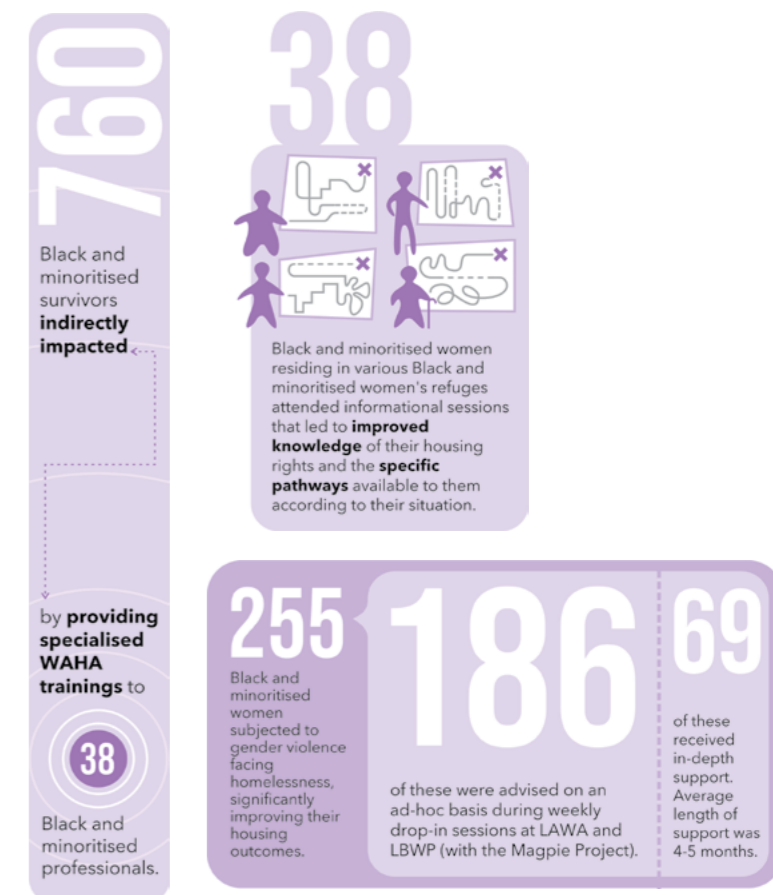 760
Black and
minoritised
survivors
indirectly
impacted
by providing
specialised
WAHA
trainings to
38
Black and
minoritised
professionals.
38
Black and minoritised women
residing in various Black and
minoritised women's refuges
attended informational sessions
that led to improved
knowledge of their housing
rights and the specific
pathways available to them
according to their situation.
255
Black and
minoritised
women
subjected to
gender violence
facing
homelessness,
significantly
improving their
housing
outcomes.
186
of these were advised on an
ad-hoc basis during weekly
drop-in sessions at LAWA and
LBWP (with the Magpie Project).
69
of these
received
in-depth
support.
Average
length of
support was
4-5 months.